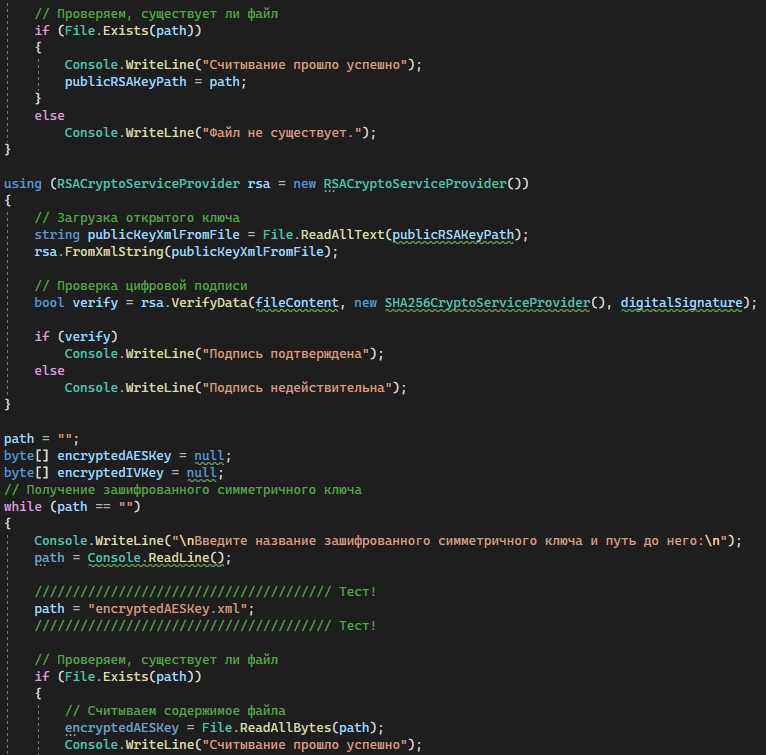 // Проверяем, существует ли файл
if (File.Exists(path))
{
Console.WriteLine("Считывание прошло успешно");
publicRSAKeyPath = path;
}
else
Console.WriteLine("Файл не существует.");
}
using (RSACryptoServiceProvider rsa = new RSACryptoServiceProvider())
{
// Загрузка открытого ключа
string publicKeyXmlFromFile = File.ReadAllText(publicRSAKeyPath);
rsa.FromXmlString(publicKeyXmlFromFile);
// Проверка цифровой подписи
bool verify = rsa.VerifyData(fileContent, new SHA256CryptoServiceProvider(), digitalSignature);
if (verify)
Console.WriteLine("Подпись подтверждена");
else
Console.WriteLine("Подпись недействительна");
}
path = "";
byte[] encryptedAESKey = null;
byte[] encryptedIVKey = null;
// Получение зашифрованного симметричного ключа
while (path == "")
{
Console.WriteLine("\nВведите название зашифрованного симметричного ключа и путь до него:\n");
path = Console.ReadLine();
/////////////////////////////////////// Тест!
path = "encryptedAESKey.xml";
/////////////////////////////////////// Тест!
// Проверяем, существует ли файл
if (File.Exists(path))
{
// Считываем содержимое файла
encryptedAESKey = File.ReadAllBytes(path);
Console.WriteLine("Считывание прошло успешно");